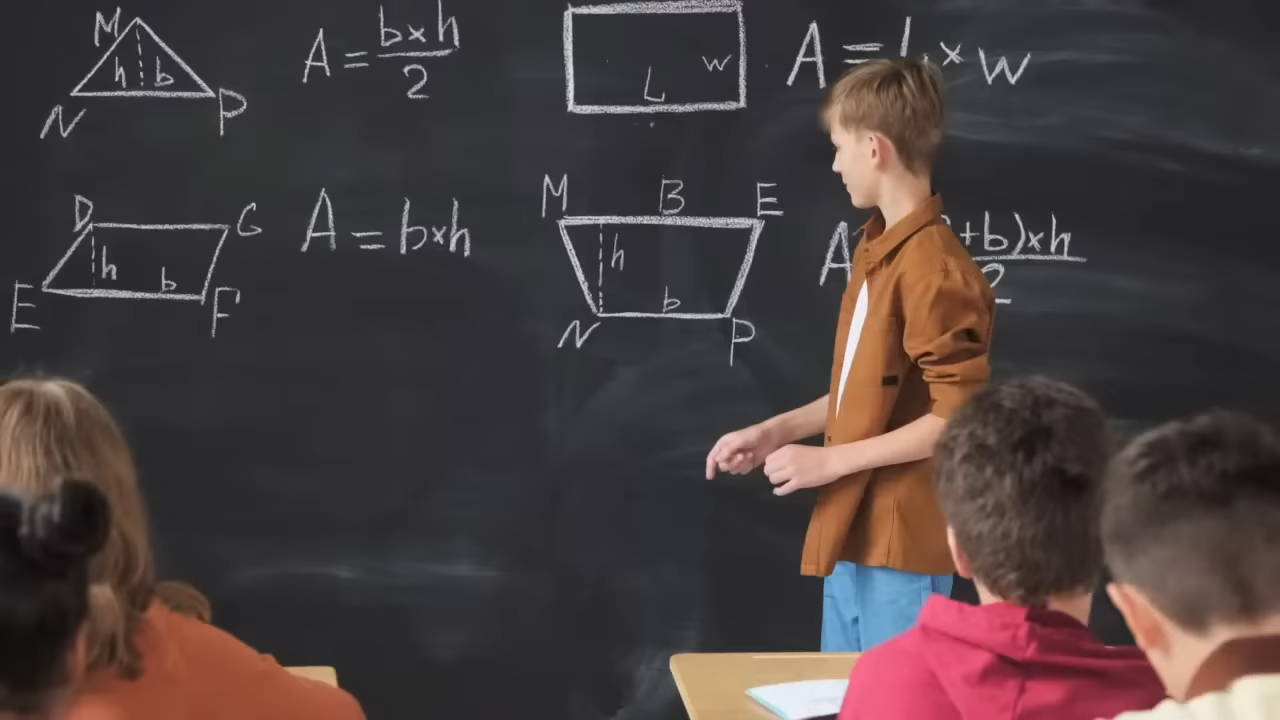 M
h b
N P
A = b×h
2
L w
A = L × w
D G
h b
E F
A = b×h
M B E
h
b
N P
A +b)×h
2